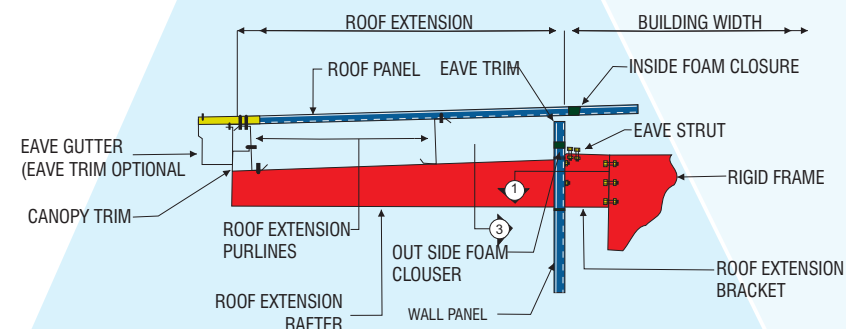 ROOF EXTENSION
BUILDING WIDTH
ROOF PANEL
EAVE TRIM
INSIDE FOAM CLOSURE
EAVE STRUT
EAVE GUTTER
(EAVE TRIM OPTIONAL
RIGID FRAME
1
CANOPY TRIM
ROOF EXTENSION
PURLINES
3
OUT SIDE FOAM
CLOUSER
ROOF EXTENSION
BRACKET
ROOF EXTENSION
RAFTER
WALL PANEL